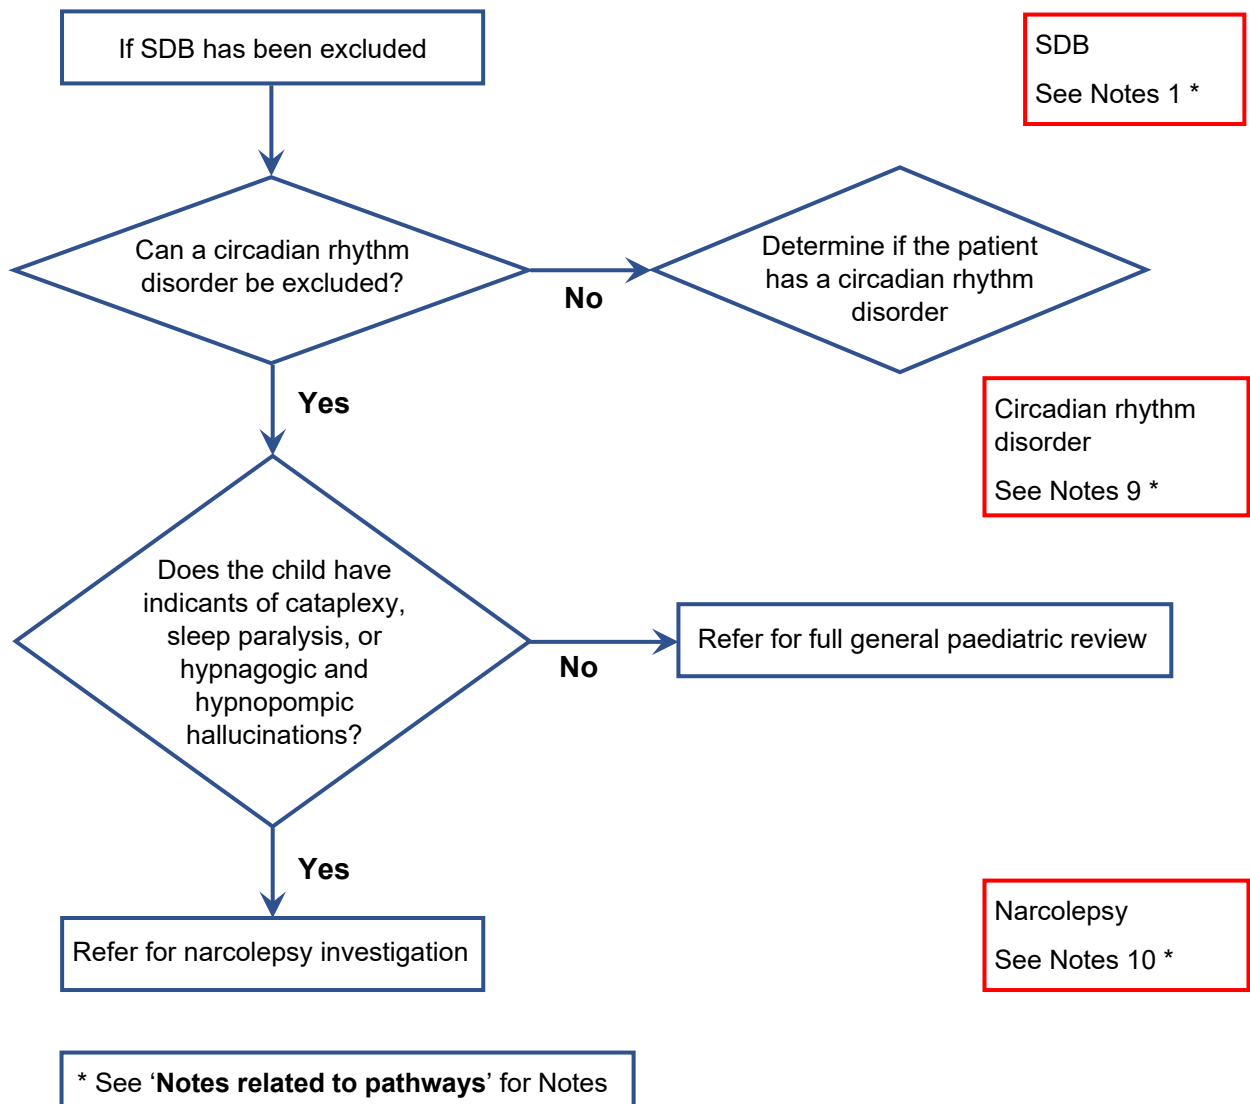 If SDB has been excluded
SDB
See Notes 1 *
Can a circadian rhythm
disorder be excluded?
No
Determine if the patient
has a circadian rhythm
disorder
Yes
Circadian rhythm
disorder
See Notes 9 *
Does the child have
indicants of cataplexy,
sleep paralysis, or
hypnagogic and
hypnopompic
hallucinations?
No
Refer for full general paediatric review
Yes
Refer for narcolepsy investigation
Narcolepsy
See Notes 10 *
* See ‘Notes related to pathways’ for Notes